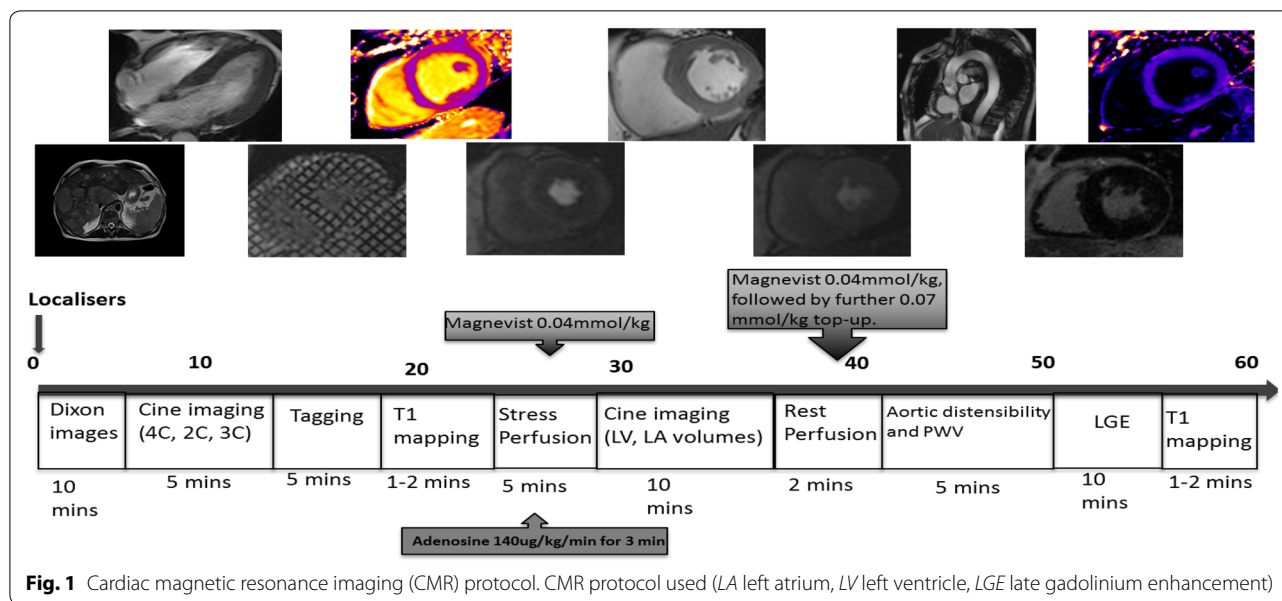 Localisers
Magnevist 0.04mmol/kg
Magnevist 0.04mmol/kg,
followed by further 0.07
mmol/kg top-up.
0 10 20 30 40 50 60
Dixon
images
Cine imaging
(4C, 2C, 3C)
Tagging
T1
mapping
Stress
Perfusion
Cine imaging
(LV, LA volumes)
Rest
Perfusion
Aortic distensibility
and PWV
LGE
T1
mapping
10
mins
5 mins
5 mins
1-2 mins
5 mins
10
mins
2 mins
5 mins
10
mins
1-2 mins
Adenosine 140ug/kg/min for 3 min
Fig. 1 Cardiac magnetic resonance imaging (CMR) protocol. CMR protocol used (LA left atrium, LV left ventricle, LGE late gadolinium enhancement)